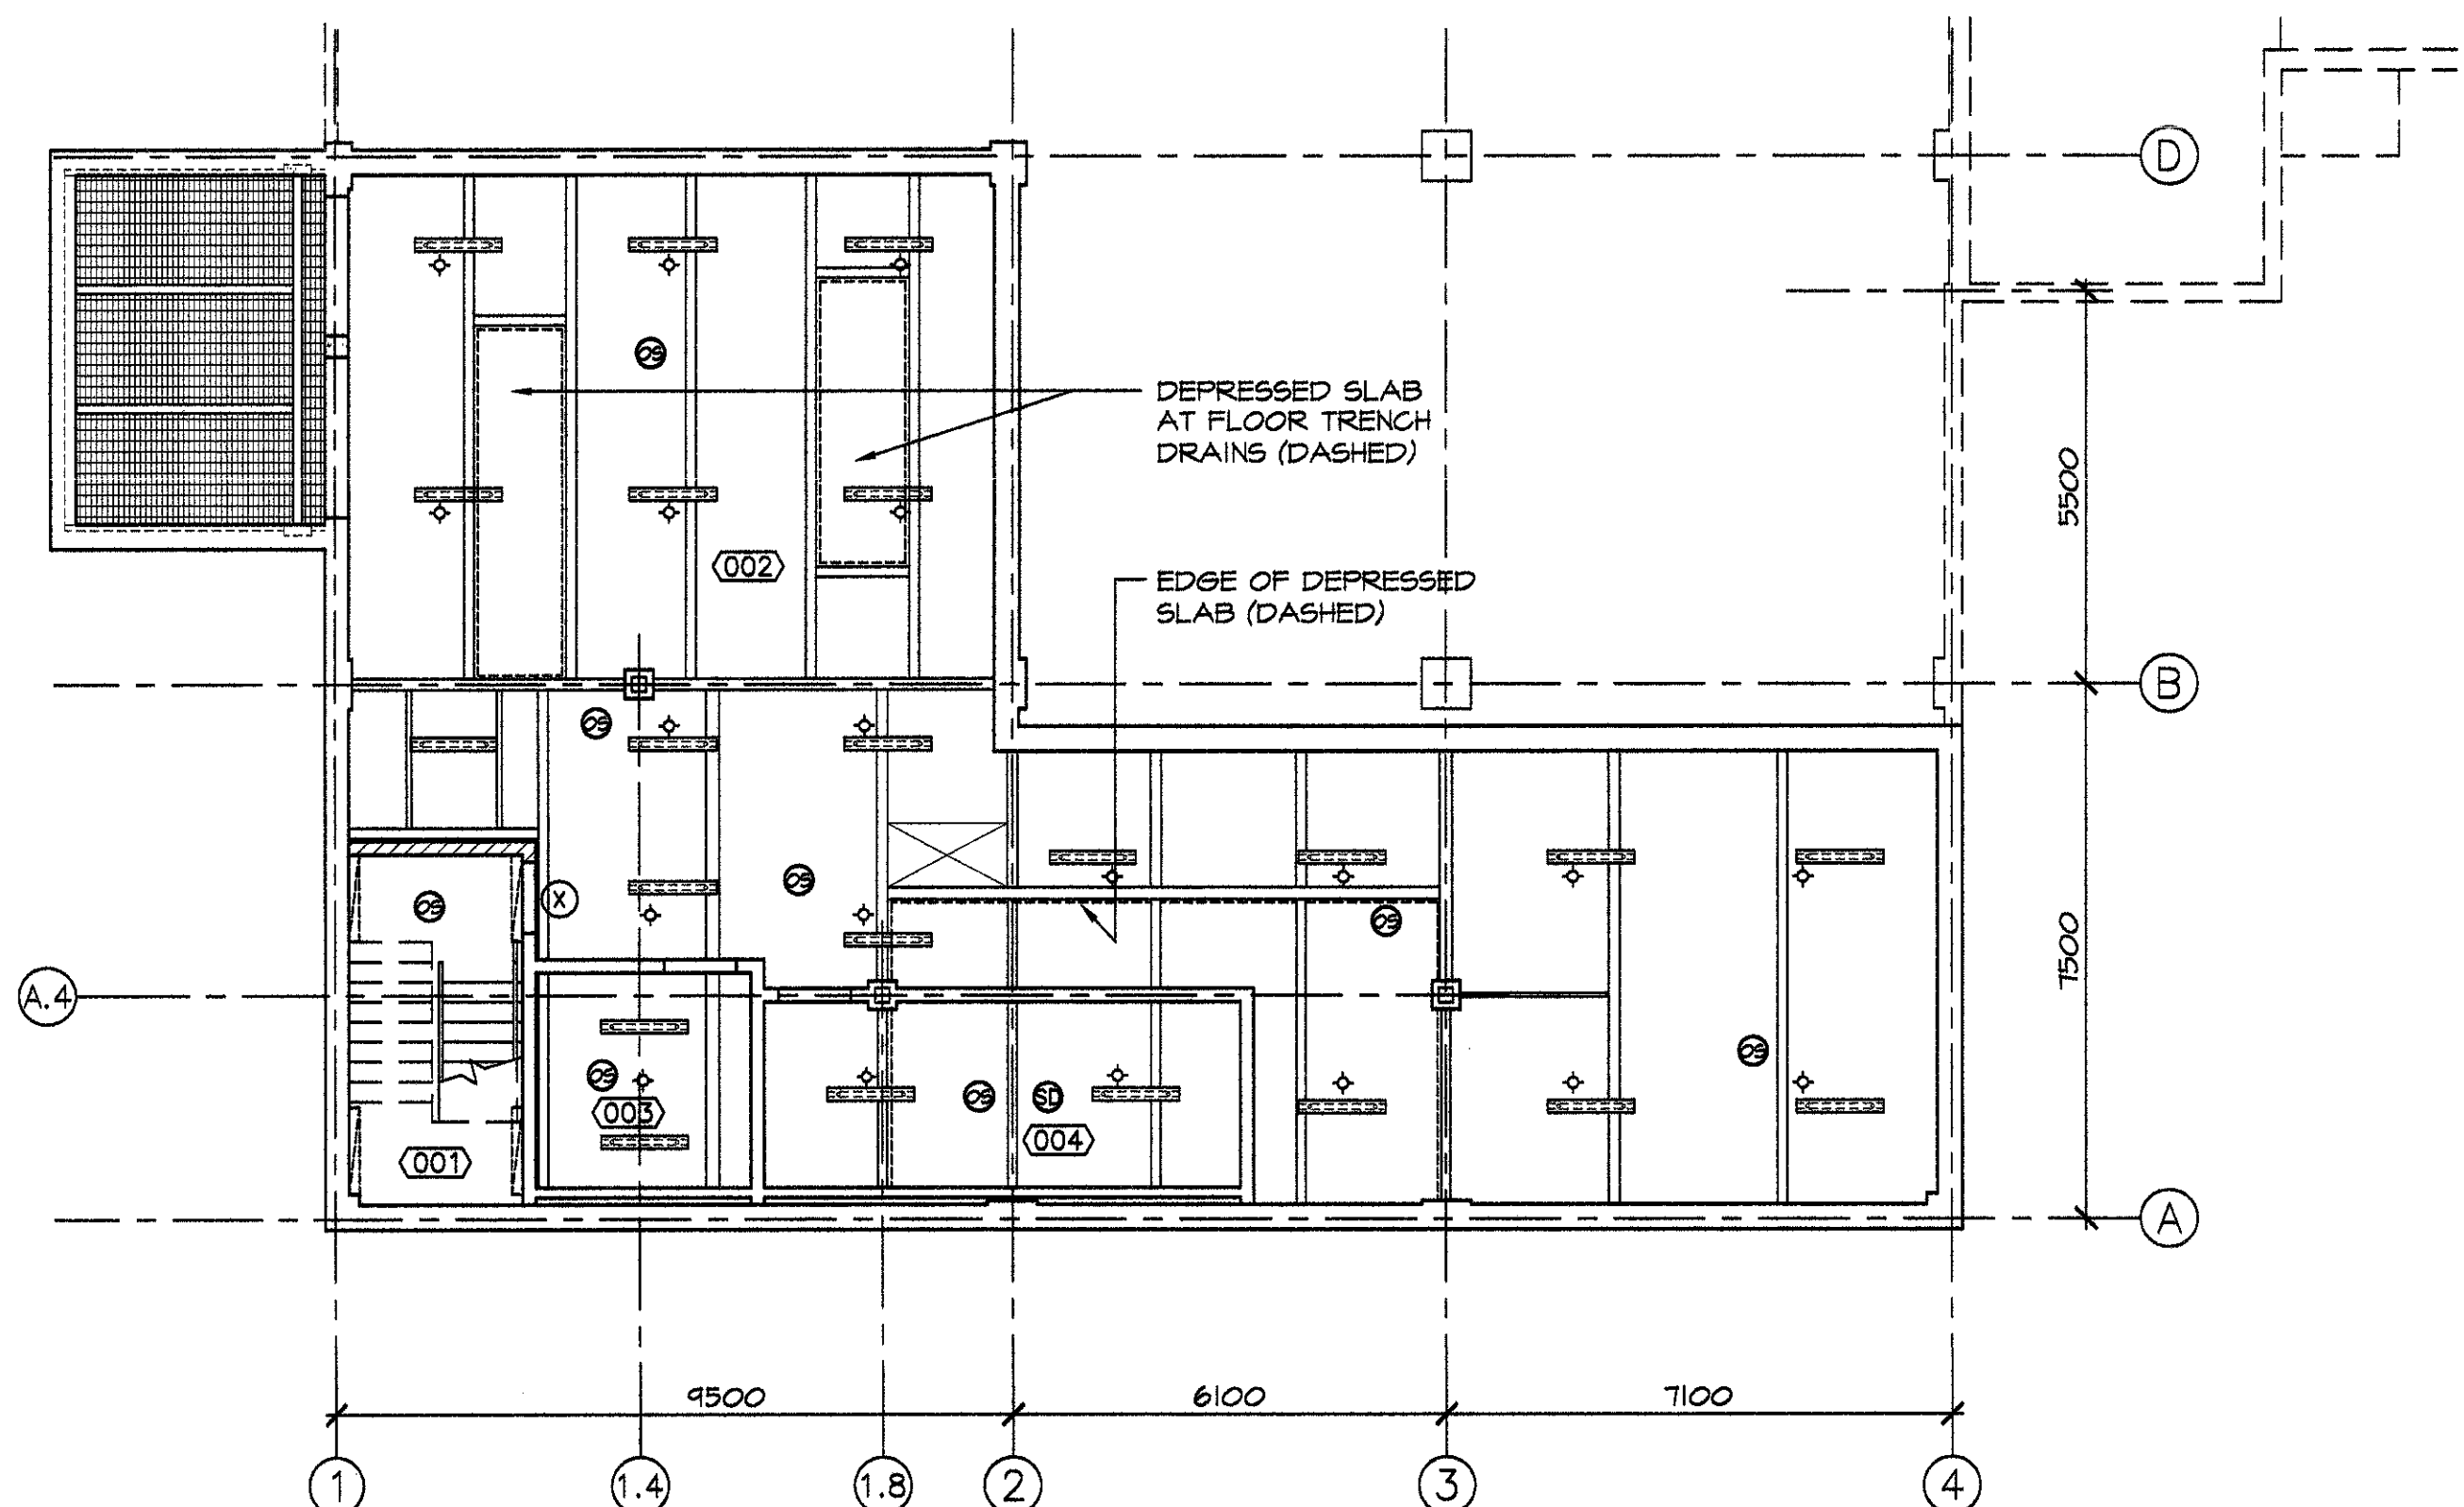 D
OS
DEPRESSED SLAB
AT FLOOR TRENCH
DRAINS (DASHED)
5500
002
EDGE OF DEPRESSED
SLAB (DASHED)
B
OS
OS
X
OS
OS
7500
A.4
OS
OS
OS
SD
003
004
001
A
9500
6100
7100
1
1.4
1.8
2
3
4